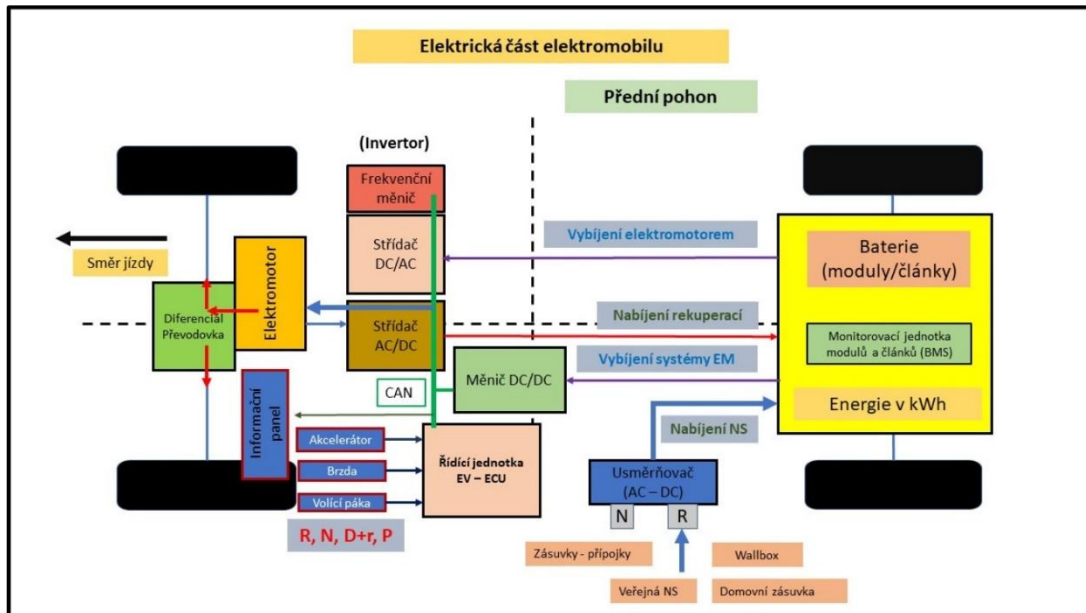 Elektrická část elektromobilu
Přední pohon
(Invertor)
Frekvenční
měnič
Střídač
DC/AC
Vybíjení elektromotorem
Baterie
(moduly/články)
Směr jízdy
Elektromotor
Diferenciál
Převodovka
Střídač
AC/DC
Nabíjení rekuperací
Monitorovací jednotka
modulů a článků (BMS)
Vybíjení systémy EM
Měnič DC/DC
CAN
Energie v kWh
Informační
panel
Nabíjení NS
Akcelerátor
Brzda
Volící páka
Řídící jednotka
EV – ECU
Usměrňovač
(AC – DC)
N
R
R, N, D+r, P
Zásuvky - přípojky
Wallbox
Veřejná NS
Domovní zásuvka